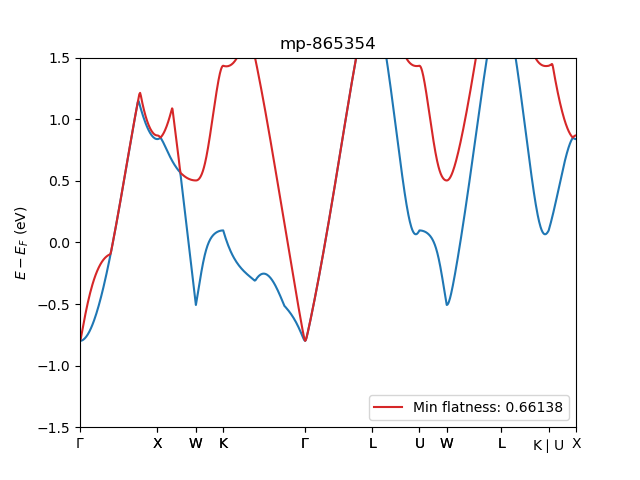 mp-865354
E − E_F (eV)
1.5
1.0
0.5
0.0
−0.5
−1.0
−1.5
Min flatness: 0.66138
Γ X W K Γ L U W L K | U X